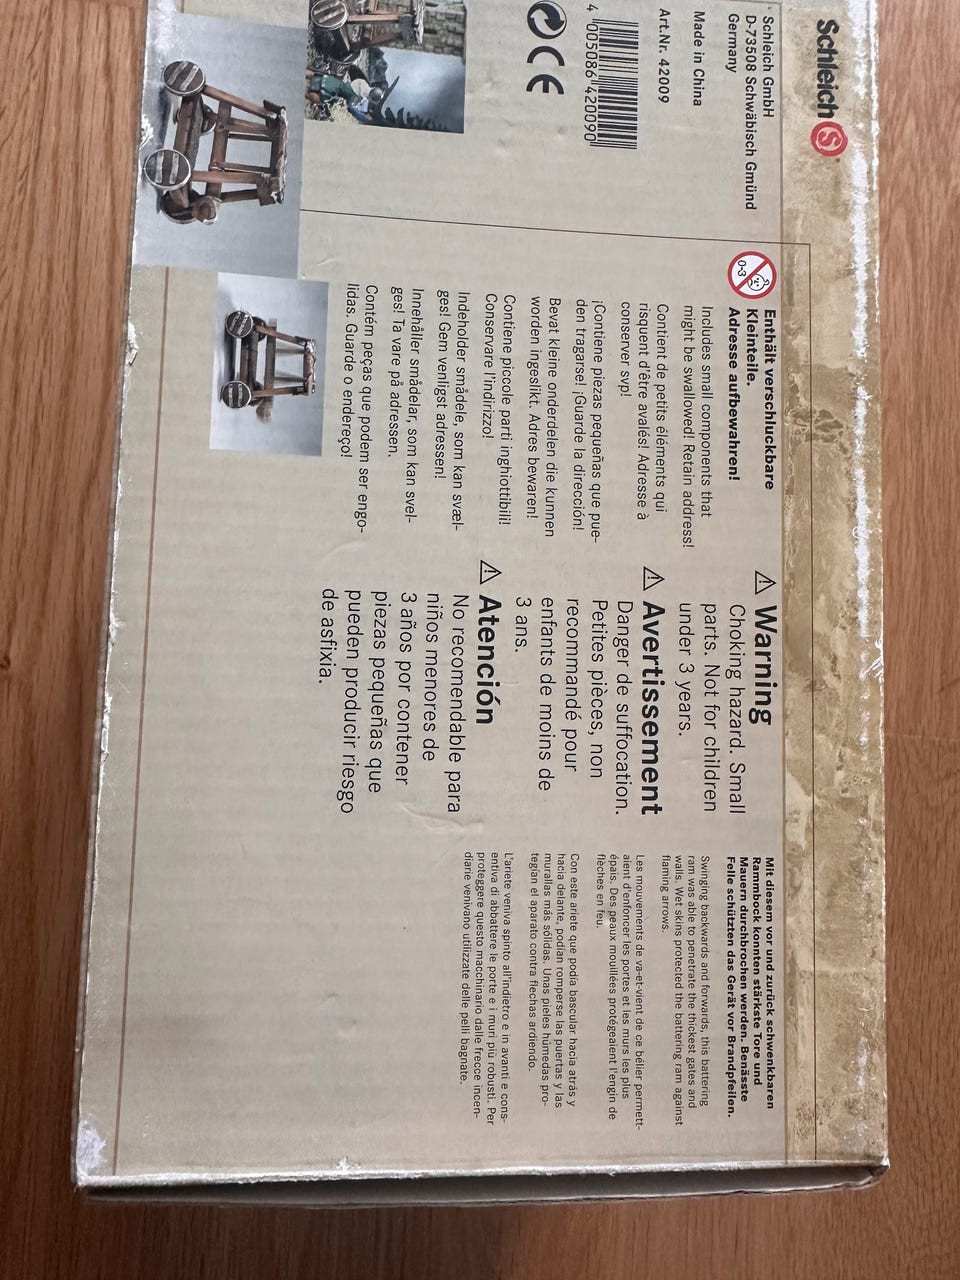 Schleich S
Schleich GmbH
D-73508 Schwäbisch Gmünd
Germany
Made in China
Art.Nr. 42009
4 005086 420090
CE
0-3
Enthält verschluckbare
Kleinteile.
Adresse aufbewahren!
Includes small components that
might be swallowed! Retain address!
Contient de petits éléments qui
risquent d'être avalés! Adresse à
conserver svp!
¡Contiene piezas pequeñas que pue-
den tragarse! ¡Guarde la dirección!
Bevat kleine onderdelen die kunnen
worden ingeslikt. Adres bewaren!
Contiene piccole parti inghiottibili!
Conservare l'indirizzo!
Indeholder smådele, som kan svæl-
ges! Gem venligst adressen!
Innehåller smådelar, som kan svel-
ges! Ta vare på adressen.
Contém peças que podem ser engo-
lidas. Guarde o endereço!
⚠ Warning
Choking hazard. Small
parts. Not for children
under 3 years.
⚠ Avertissement
Danger de suffocation.
Petites pièces, non
recommandé pour
enfants de moins de
3 ans.
⚠ Atención
No recomendable para
niños menores de
3 años por contener
piezas pequeñas que
pueden producir riesgo
de asfixia.
Mit diesem vor und zurück schwenkbaren
Rammbock konnten stärkste Tore und
Mauern durchbrochen werden. Benässte
Felle schützten das Gerät vor Brandpfeilen.
Swinging backwards and forwards, this battering
ram was able to penetrate the thickest gates and
walls. Wet skins protected the battering ram against
flaming arrows.
Les mouvements de va-et-vient de ce bélier permett-
aient d'enfoncer les portes et les murs les plus
épais. Des peaux mouillées protégeaient l'engin de
flèches en feu.
Con este ariete que podía bascular hacia atrás y
hacia delante, podían romperse las puertas y las
murallas más sólidas. Unas pieles húmedas pro-
tegían el aparato contra flechas ardiendo.
L'ariete veniva spinto all'indietro e in avanti e cons-
entiva di abbattere le porte e i muri più robusti. Per
proteggere questo macchinario dalle frecce incen-
diarie venivano utilizzate delle pelli bagnate.